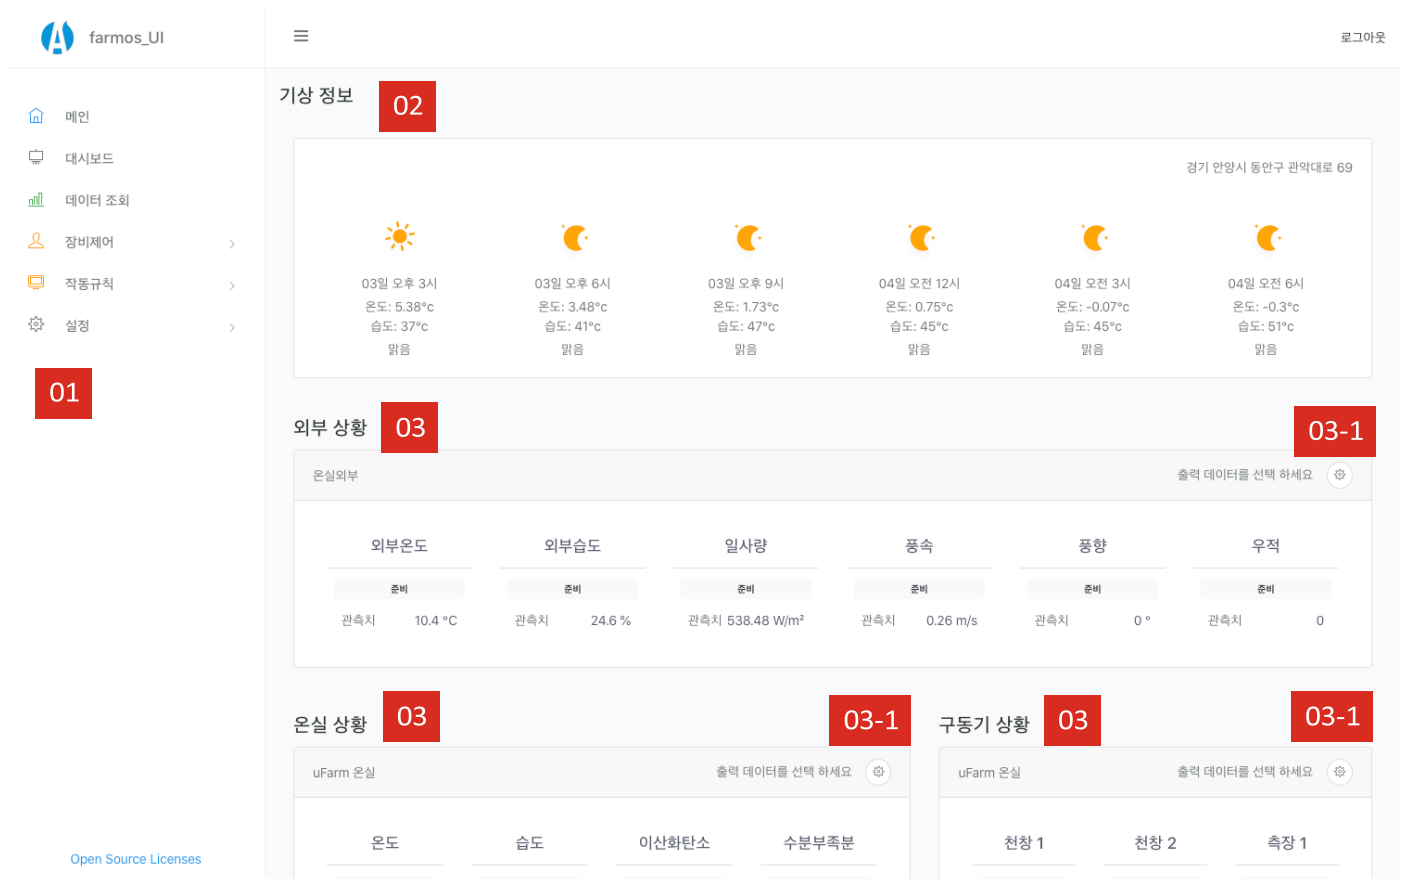 farmos_UI
로그아웃
메인
대시보드
데이터 조회
장비제어
작동규칙
설정
01
Open Source Licenses
기상 정보
02
경기 안양시 동안구 관악대로 69
03일 오후 3시 03일 오후 6시 03일 오후 9시 04일 오전 12시 04일 오전 3시 04일 오전 6시
온도: 5.38°c 온도: 3.48°c 온도: 1.73°c 온도: 0.75°c 온도: -0.07°c 온도: -0.3°c
습도: 37°c 습도: 41°c 습도: 47°c 습도: 45°c 습도: 45°c 습도: 51°c
맑음 맑음 맑음 맑음 맑음 맑음
외부 상황 03 03-1
온실외부 출력 데이터를 선택 하세요
외부온도 외부습도 일사량 풍속 풍향 우적
준비 준비 준비 준비 준비 준비
관측치 10.4 °C 관측치 24.6 % 관측치 538.48 W/m² 관측치 0.26 m/s 관측치 0 ° 관측치 0
온실 상황 03 03-1
uFarm 온실 출력 데이터를 선택 하세요
온도 습도 이산화탄소 수분부족분
구동기 상황 03 03-1
uFarm 온실 출력 데이터를 선택 하세요
천창 1 천창 2 측장 1